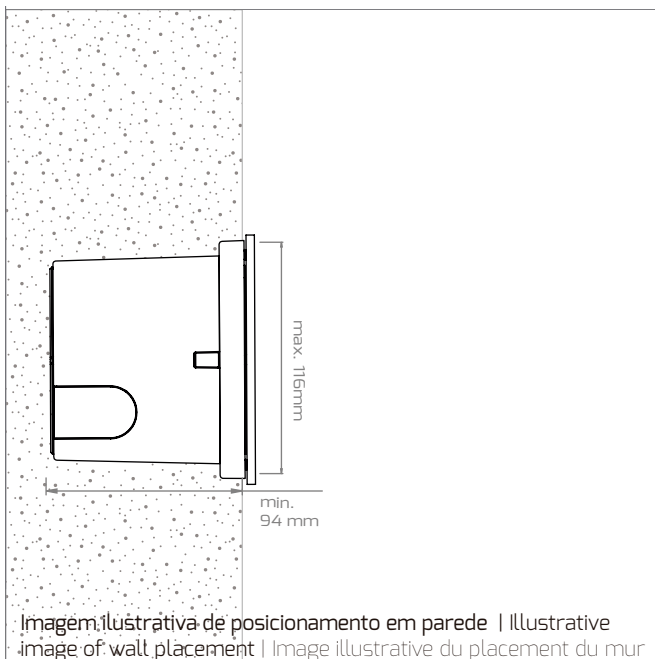 max. 116mm
min.
94 mm
Imagem ilustrativa de posicionamento em parede | Illustrative
image of wall placement | Image illustrative du placement du mur